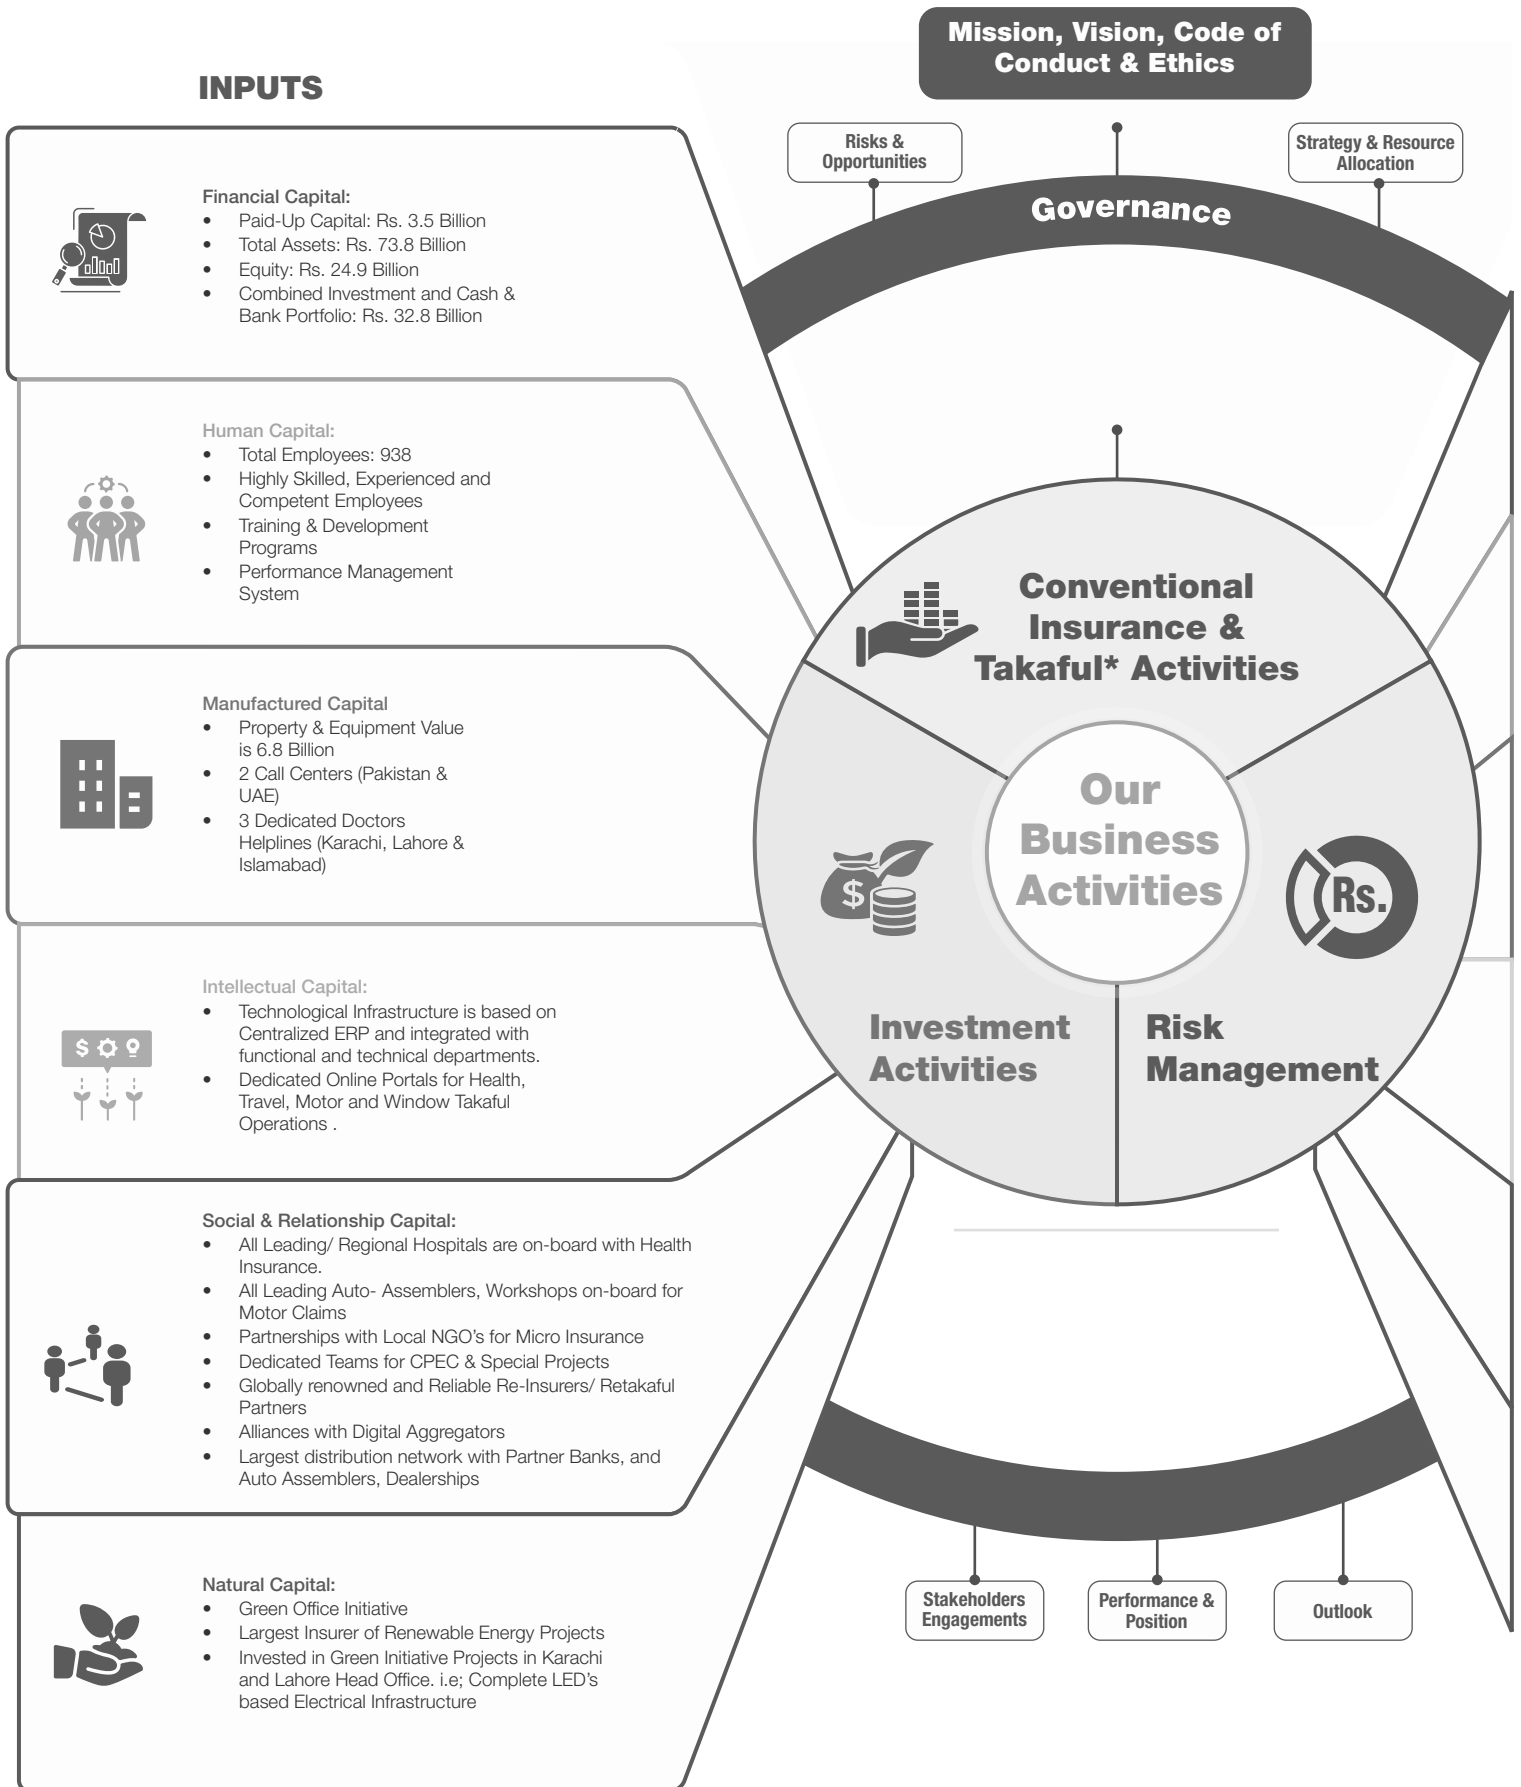 Mission, Vision, Code of
Conduct & Ethics
INPUTS
Risks &
Opportunities
Strategy & Resource
Allocation
Governance
Financial Capital:
• Paid-Up Capital: Rs. 3.5 Billion
• Total Assets: Rs. 73.8 Billion
• Equity: Rs. 24.9 Billion
• Combined Investment and Cash &
Bank Portfolio: Rs. 32.8 Billion
Human Capital:
• Total Employees: 938
• Highly Skilled, Experienced and
Competent Employees
• Training & Development
Programs
• Performance Management
System
Manufactured Capital
• Property & Equipment Value
is 6.8 Billion
• 2 Call Centers (Pakistan &
UAE)
• 3 Dedicated Doctors
Helplines (Karachi, Lahore &
Islamabad)
Intellectual Capital:
• Technological Infrastructure is based on
Centralized ERP and integrated with
functional and technical departments.
• Dedicated Online Portals for Health,
Travel, Motor and Window Takaful
Operations .
Social & Relationship Capital:
• All Leading/ Regional Hospitals are on-board with Health
Insurance.
• All Leading Auto- Assemblers, Workshops on-board for
Motor Claims
• Partnerships with Local NGO's for Micro Insurance
• Dedicated Teams for CPEC & Special Projects
• Globally renowned and Reliable Re-Insurers/ Retakaful
Partners
• Alliances with Digital Aggregators
• Largest distribution network with Partner Banks, and
Auto Assemblers, Dealerships
Natural Capital:
• Green Office Initiative
• Largest Insurer of Renewable Energy Projects
• Invested in Green Initiative Projects in Karachi
and Lahore Head Office. i.e; Complete LED's
based Electrical Infrastructure
Conventional
Insurance &
Takaful* Activities
Our
Business
Activities
$
Rs.
$
Investment
Activities
Risk
Management
Stakeholders
Engagements
Performance &
Position
Outlook